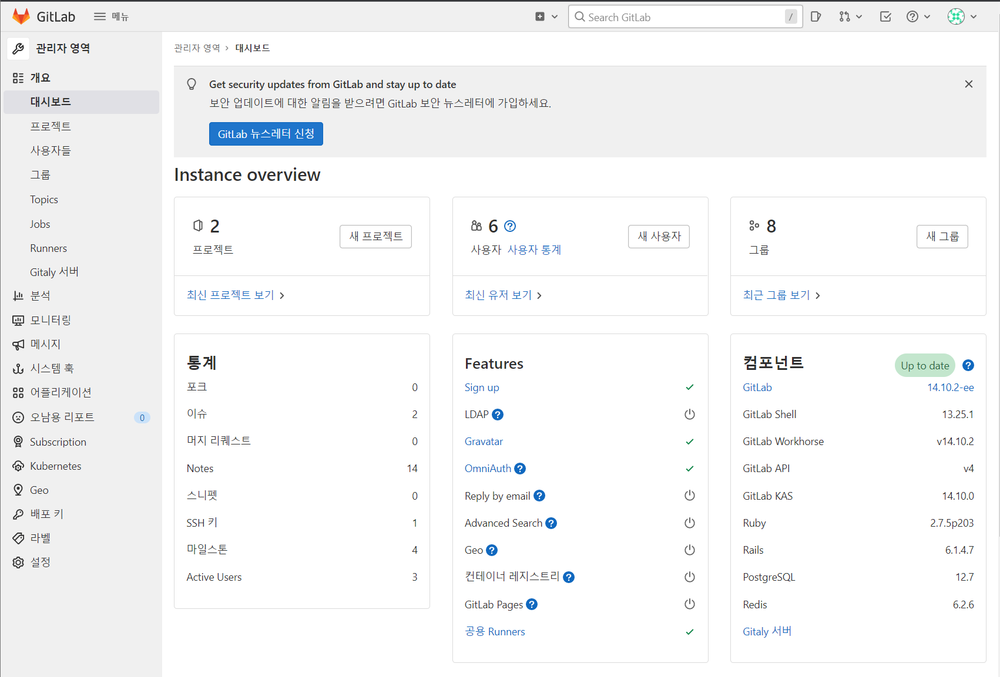 GitLab 메뉴 Search GitLab /
관리자 영역
개요
대시보드
프로젝트
사용자들
그룹
Topics
Jobs
Runners
Gitaly 서버
분석
모니터링
메시지
시스템 훅
어플리케이션
오남용 리포트 0
Subscription
Kubernetes
Geo
배포 키
라벨
설정
관리자 영역 › 대시보드
Get security updates from GitLab and stay up to date
보안 업데이트에 대한 알림을 받으려면 GitLab 보안 뉴스레터에 가입하세요.
GitLab 뉴스레터 신청
Instance overview
2
프로젝트
새 프로젝트
최신 프로젝트 보기
6
사용자 사용자 통계
새 사용자
최신 유저 보기
8
그룹
새 그룹
최근 그룹 보기
통계
포크 0
이슈 2
머지 리퀘스트 0
Notes 14
스니펫 0
SSH 키 1
마일스톤 4
Active Users 3
Features
Sign up
LDAP
Gravatar
OmniAuth
Reply by email
Advanced Search
Geo
컨테이너 레지스트리
GitLab Pages
공용 Runners
컴포넌트 Up to date
GitLab 14.10.2-ee
GitLab Shell 13.25.1
GitLab Workhorse v14.10.2
GitLab API v4
GitLab KAS 14.10.0
Ruby 2.7.5p203
Rails 6.1.4.7
PostgreSQL 12.7
Redis 6.2.6
Gitaly 서버